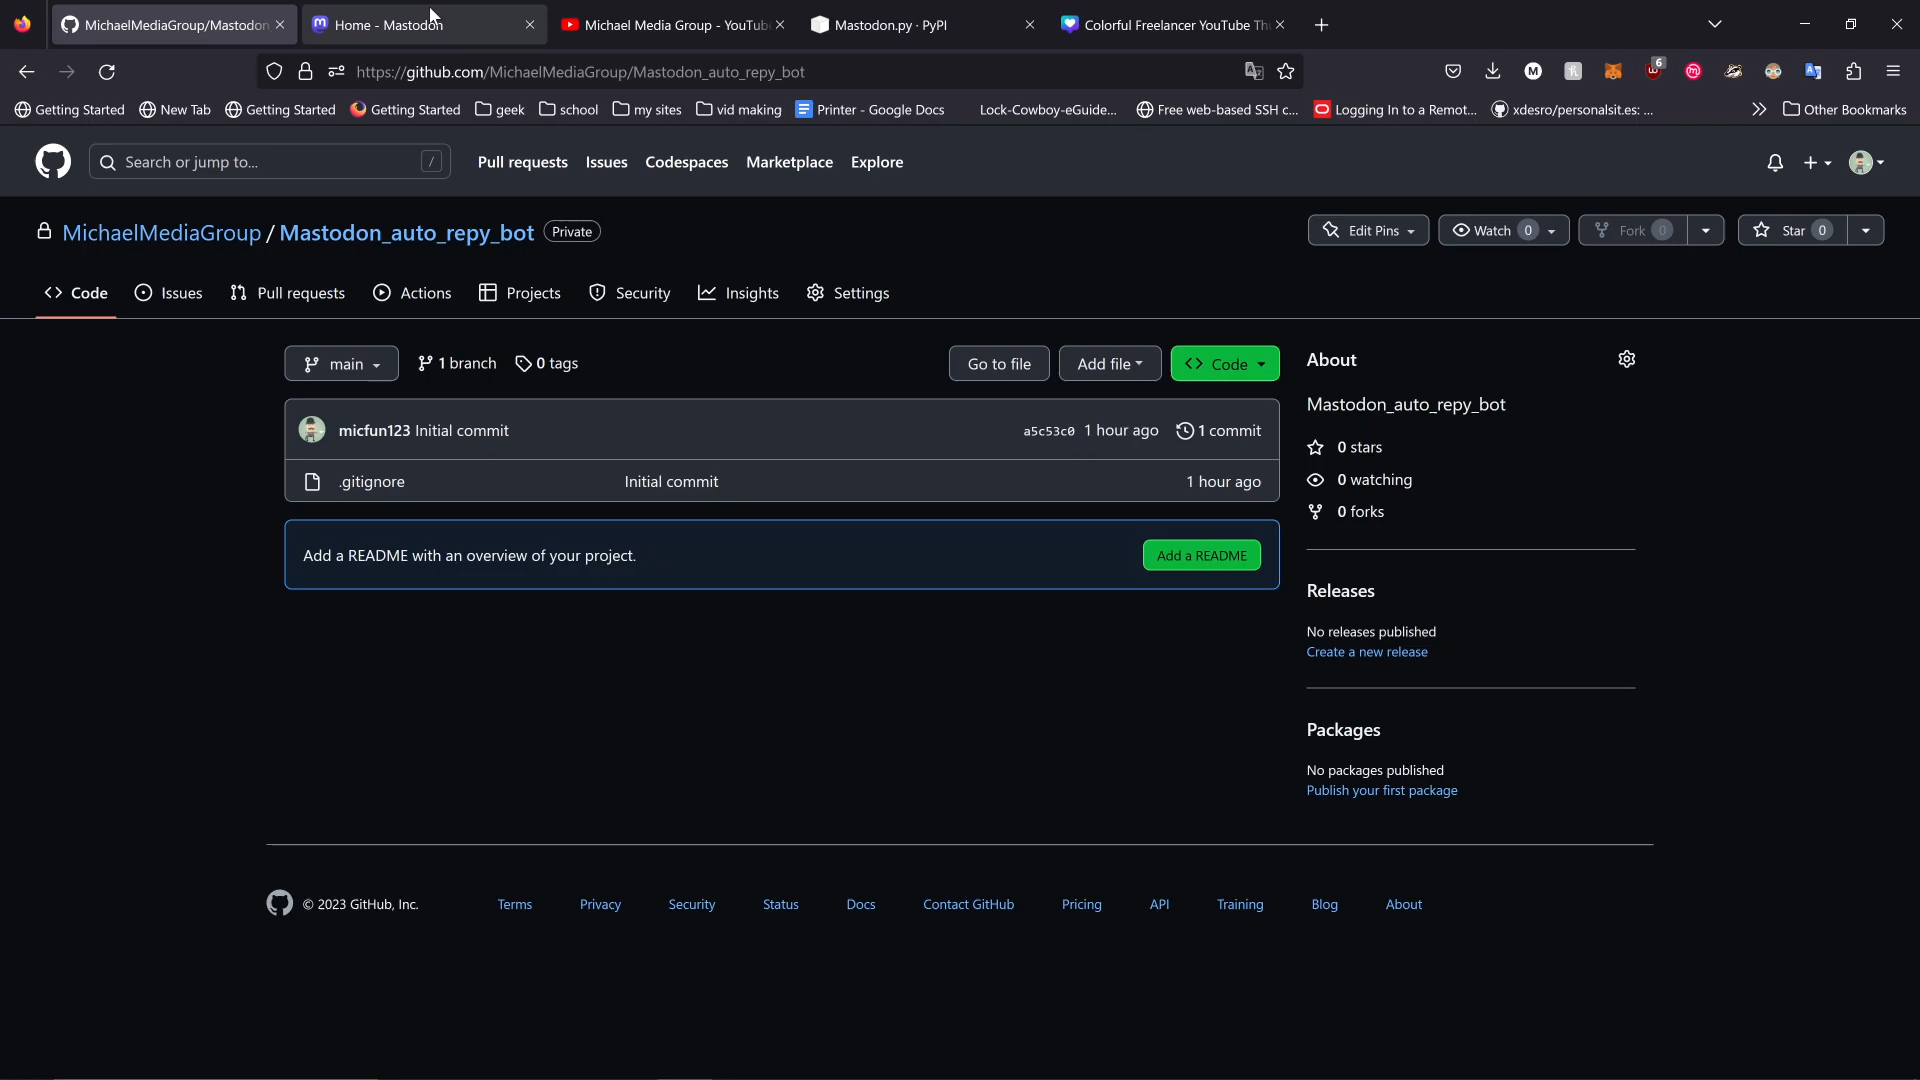 MichaelMediaGroup/Mastodon
Home - Mastodon
Michael Media Group - YouTub
Mastodon.py · PyPI
Colorful Freelancer YouTube Th
https://github.com/MichaelMediaGroup/Mastodon_auto_repy_bot
6
Getting Started
New Tab
Getting Started
Getting Started
geek
school
my sites
vid making
Printer - Google Docs
Lock-Cowboy-eGuide...
Free web-based SSH c...
Logging In to a Remot...
xdesro/personalsit.es: ...
Other Bookmarks
Search or jump to...
/
Pull requests
Issues
Codespaces
Marketplace
Explore
MichaelMediaGroup / Mastodon_auto_repy_bot
Private
Edit Pins
Watch 0
Fork 0
Star 0
Code
Issues
Pull requests
Actions
Projects
Security
Insights
Settings
main
1 branch
0 tags
Go to file
Add file
Code
About
Mastodon_auto_repy_bot
micfun123 Initial commit
a5c53c0 1 hour ago
1 commit
.gitignore
Initial commit
1 hour ago
0 stars
0 watching
0 forks
Add a README with an overview of your project.
Add a README
Releases
No releases published
Create a new release
Packages
No packages published
Publish your first package
© 2023 GitHub, Inc.
Terms
Privacy
Security
Status
Docs
Contact GitHub
Pricing
API
Training
Blog
About